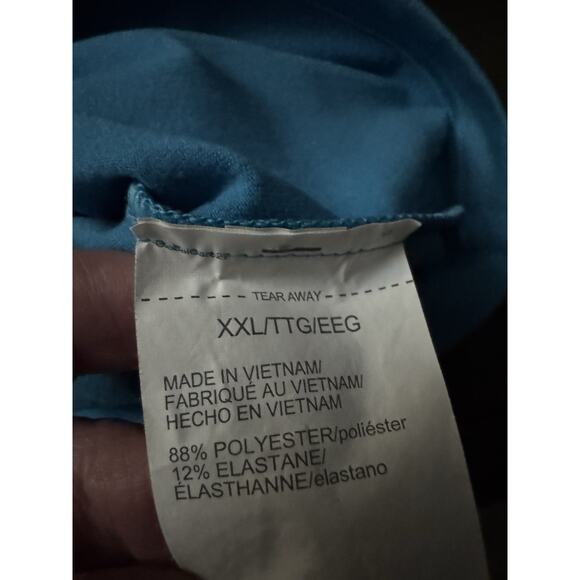 TEAR AWAY
XXL/TTG/EEG
MADE IN VIETNAM/
FABRIQUÉ AU VIETNAM/
HECHO EN VIETNAM
88% POLYESTER/poliéster
12% ELASTANE/
ÉLASTHANNE/elastano